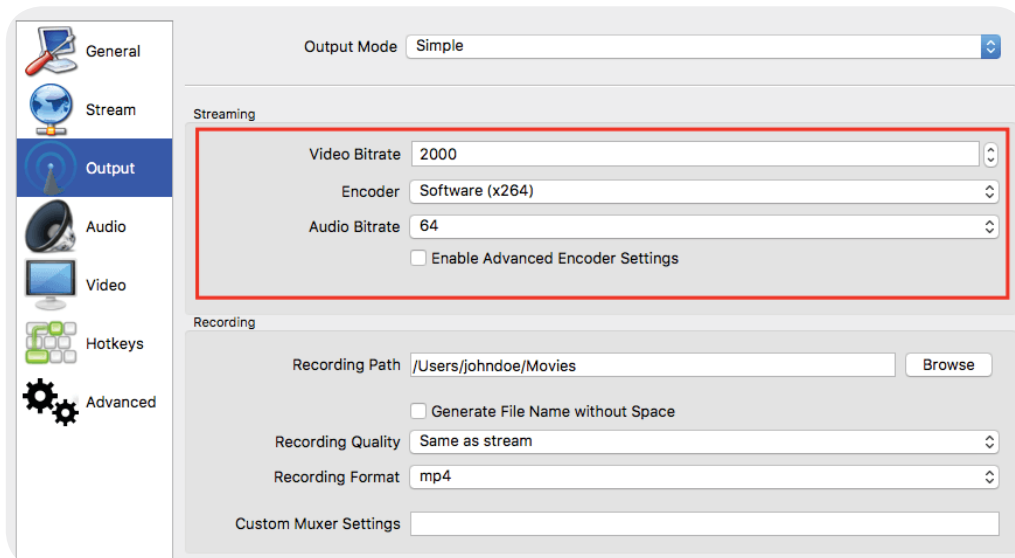 General
Stream
Output
Audio
Video
Hotkeys
Advanced
Output Mode Simple
Streaming
Video Bitrate 2000
Encoder Software (x264)
Audio Bitrate 64
Enable Advanced Encoder Settings
Recording
Recording Path /Users/johndoe/Movies Browse
Generate File Name without Space
Recording Quality Same as stream
Recording Format mp4
Custom Muxer Settings